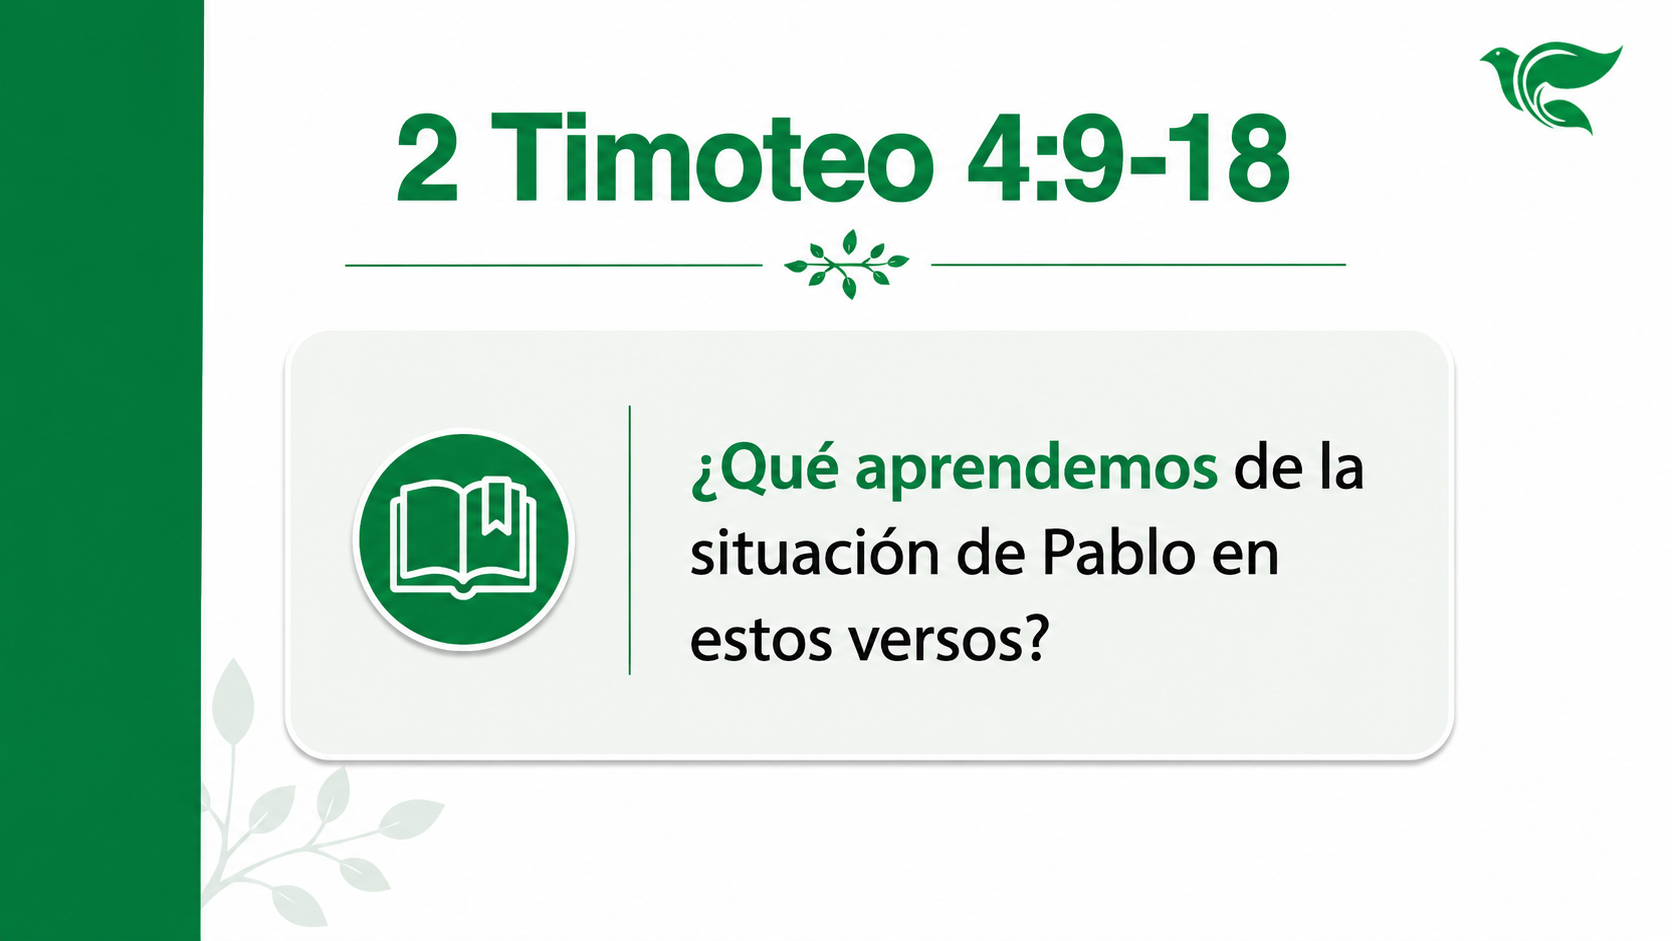 2 Timoteo 4:9-18
¿Qué aprendemos de la
situación de Pablo en
estos versos?